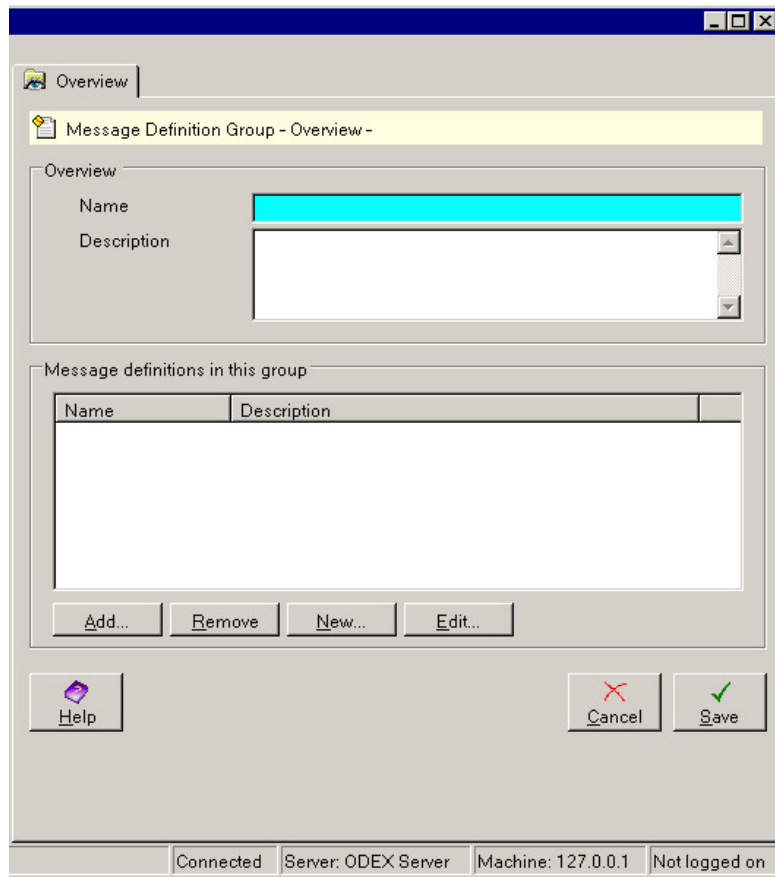 Overview
Message Definition Group - Overview -
Overview
Name
Description
Message definitions in this group
Name Description
Add... Remove New... Edit...
Help Cancel Save
Connected Server: ODEX Server Machine: 127.0.0.1 Not logged on